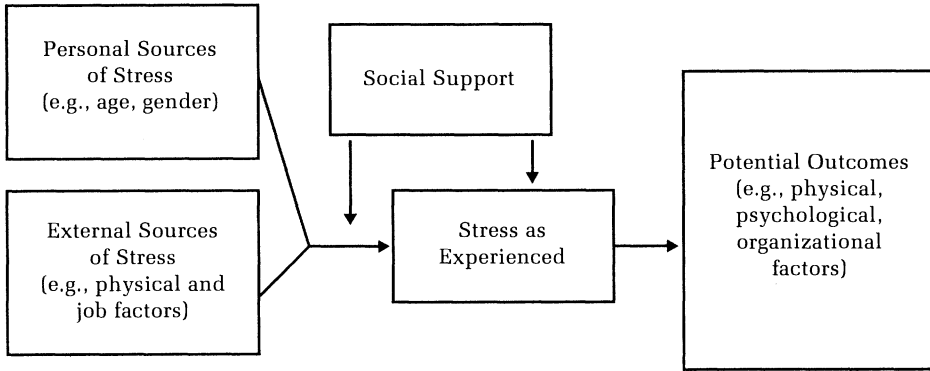 Personal Sources
of Stress
(e.g., age, gender)
External Sources
of Stress
(e.g., physical and
job factors)
Social Support
Stress as
Experienced
Potential Outcomes
(e.g., physical,
psychological,
organizational
factors)